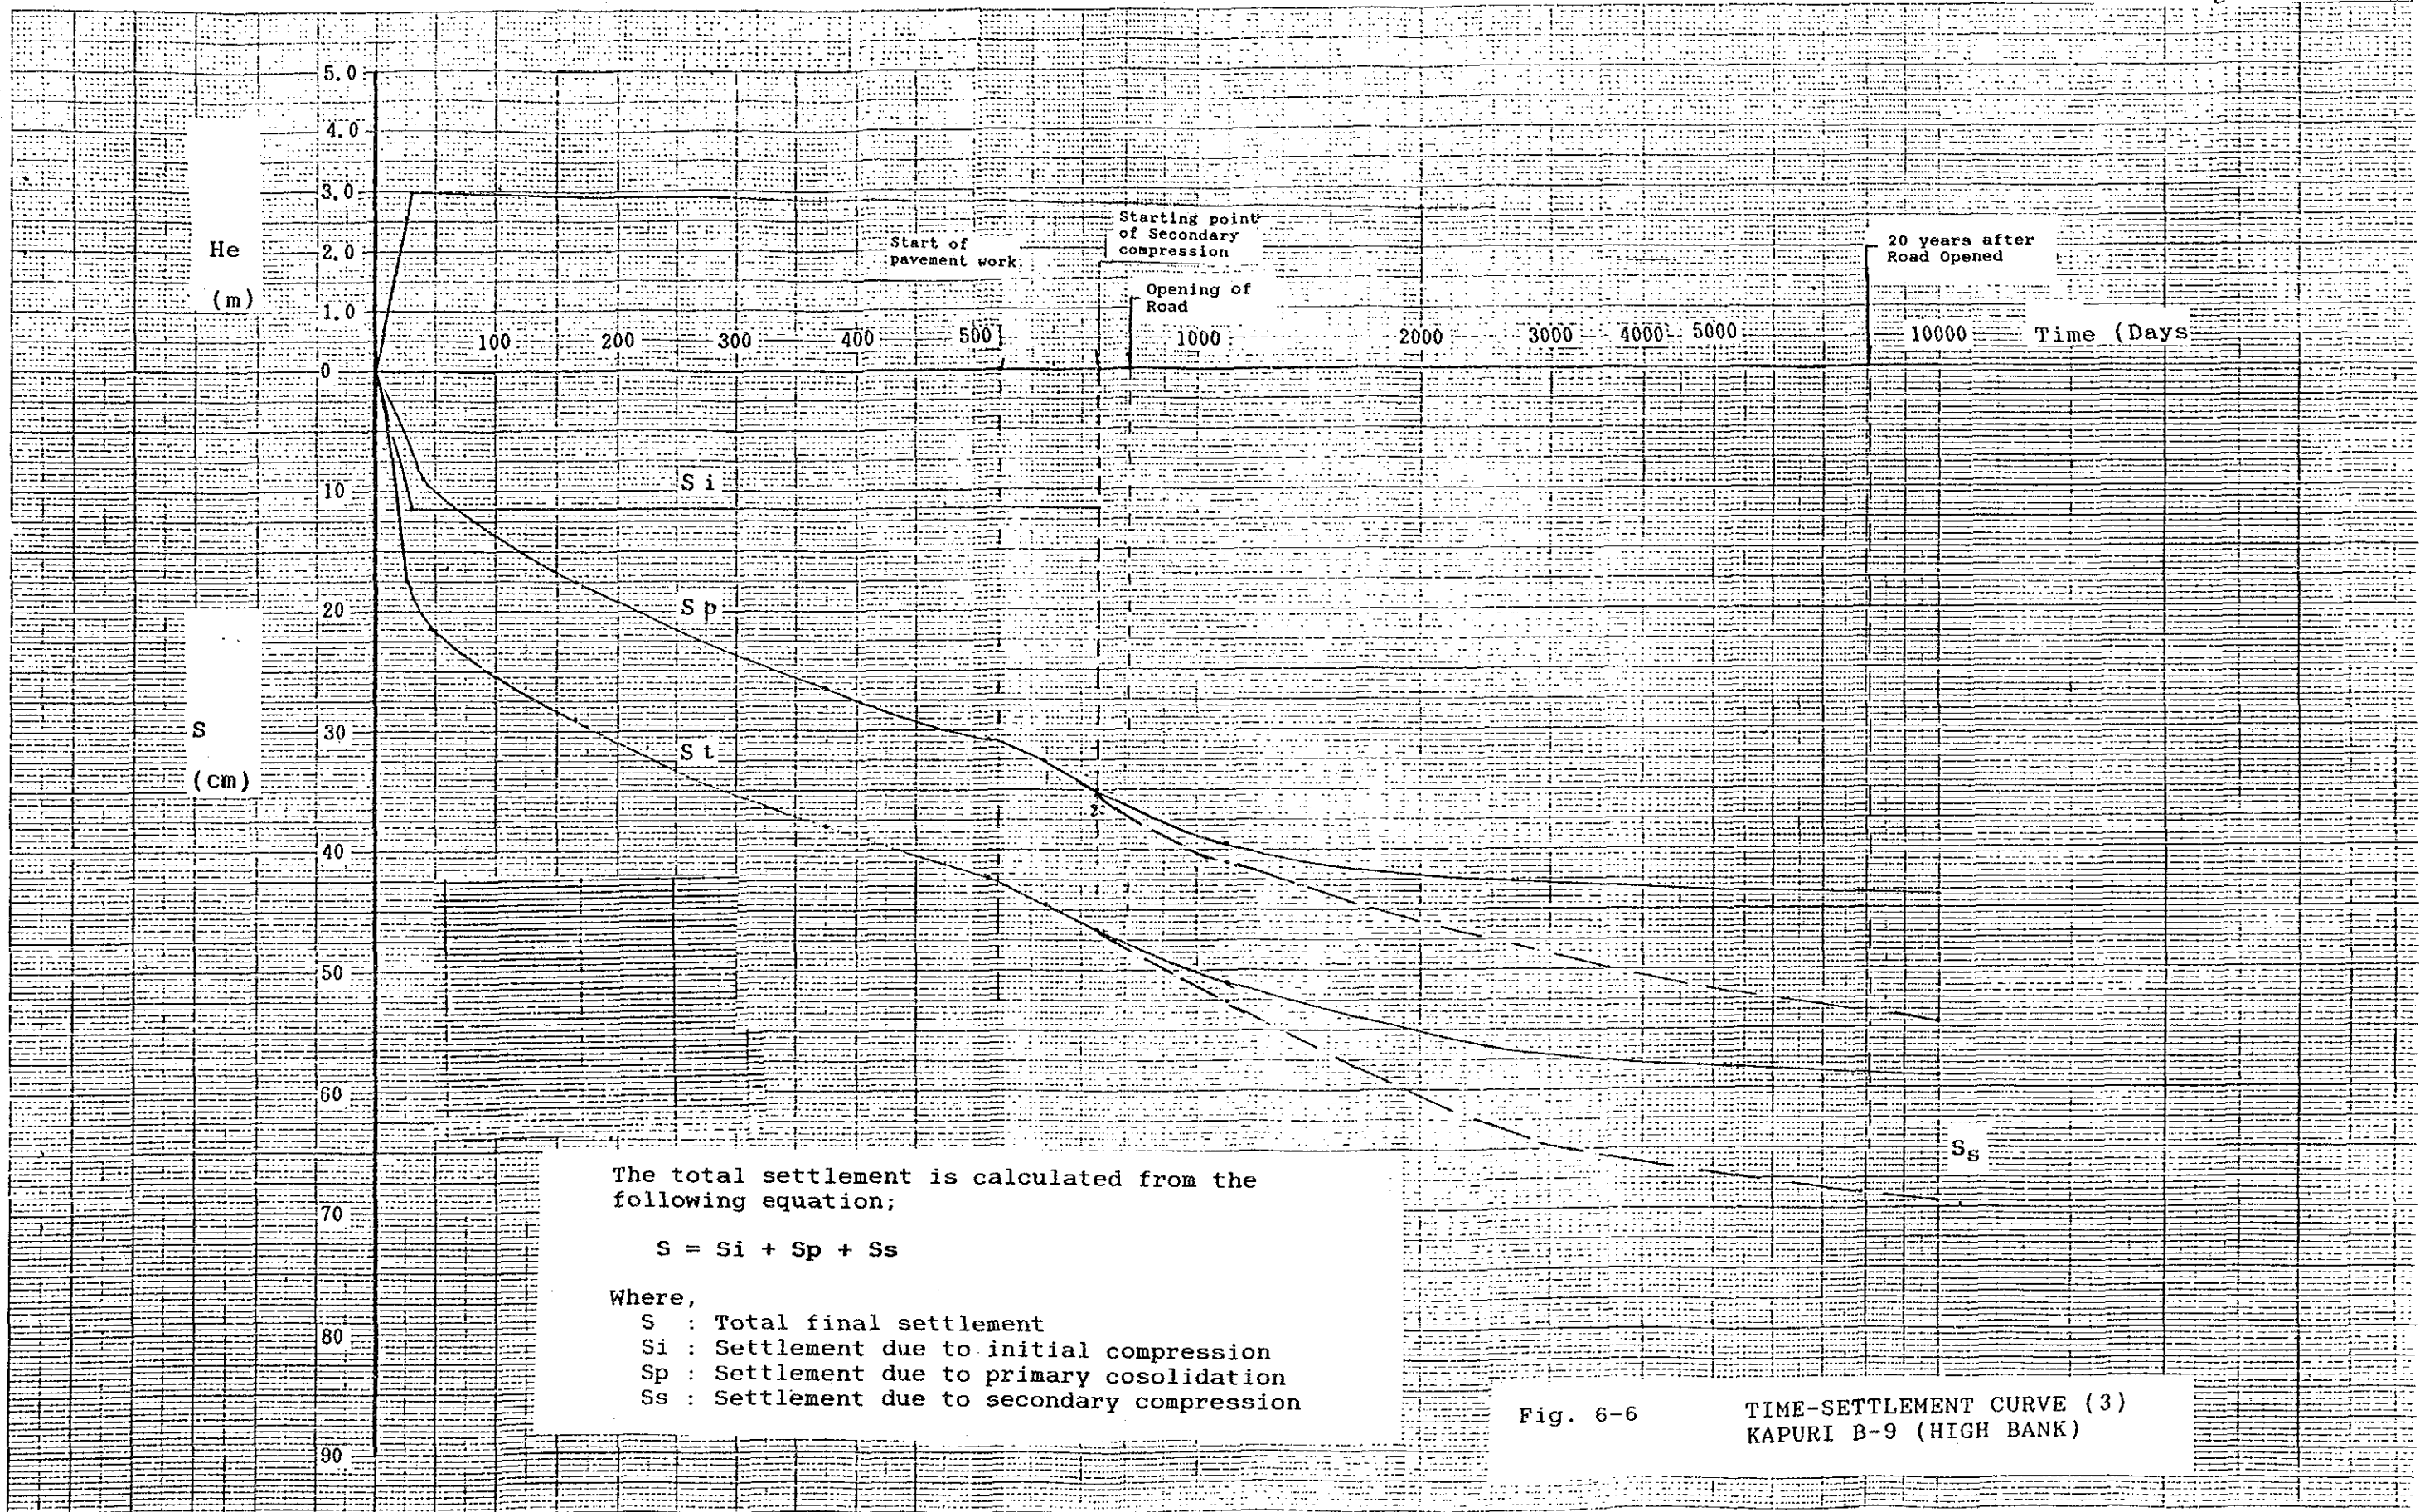 5.0
4.0
3.0
He
2.0
(m)
1.0
0
Start of
pavement work
Starting point
of Secondary
compression
Opening of
Road
20 years after
Road Opened
100 200 300 400 500 1000 2000 3000 4000 5000 10000 Time (Days
10
20
S
30
(cm)
40
50
60
70
80
90
Si
Sp
St
Ss
The total settlement is calculated from the
following equation;
S = Si + Sp + Ss
Where,
S : Total final settlement
Si : Settlement due to initial compression
Sp : Settlement due to primary cosolidation
Ss : Settlement due to secondary compression
Fig. 6-6 TIME-SETTLEMENT CURVE (3)
KAPURI B-9 (HIGH BANK)